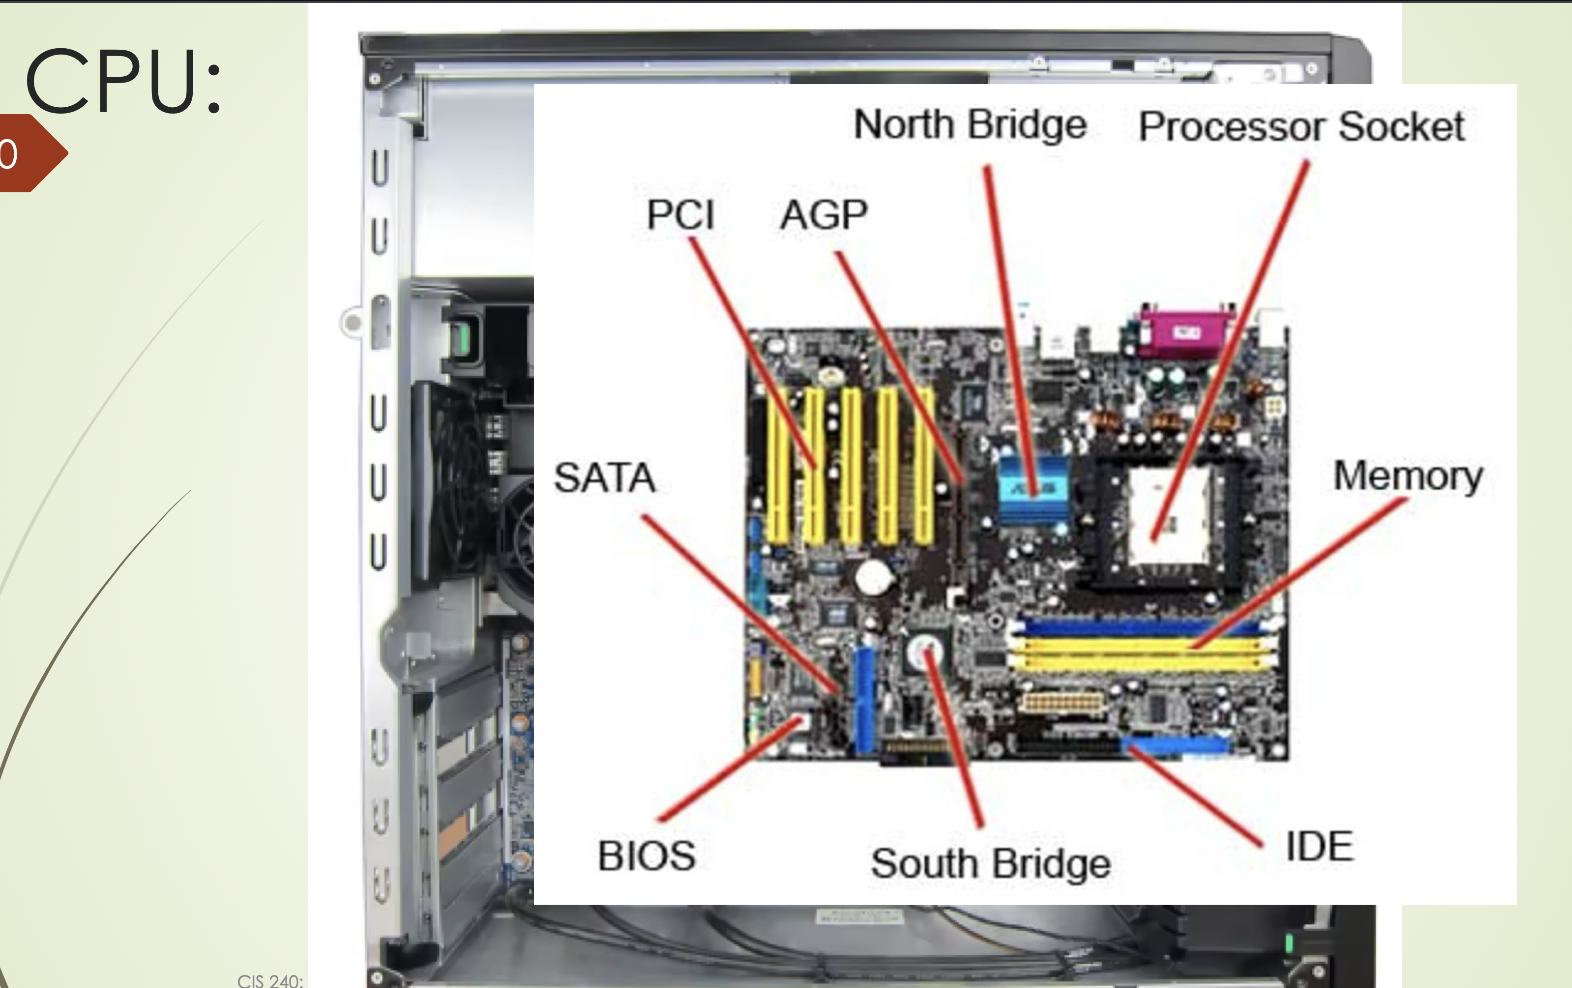 CPU:
0
North Bridge
Processor Socket
PCI
AGP
SATA
Memory
BIOS
South Bridge
IDE
CIS 240: